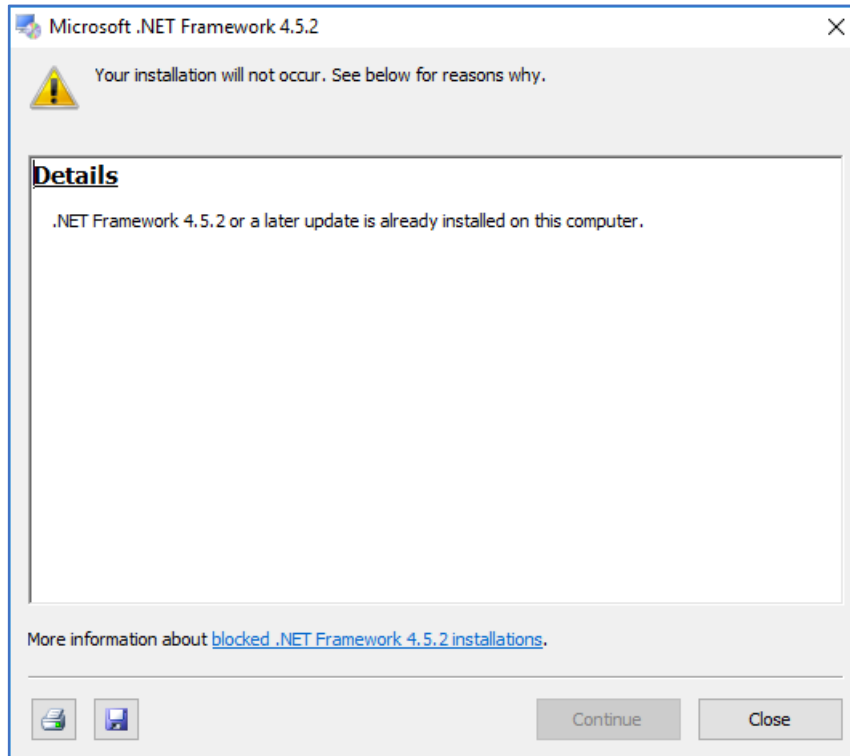 Microsoft .NET Framework 4.5.2
Your installation will not occur. See below for reasons why.
Details
.NET Framework 4.5.2 or a later update is already installed on this computer.
More information about blocked .NET Framework 4.5.2 installations.
Continue
Close